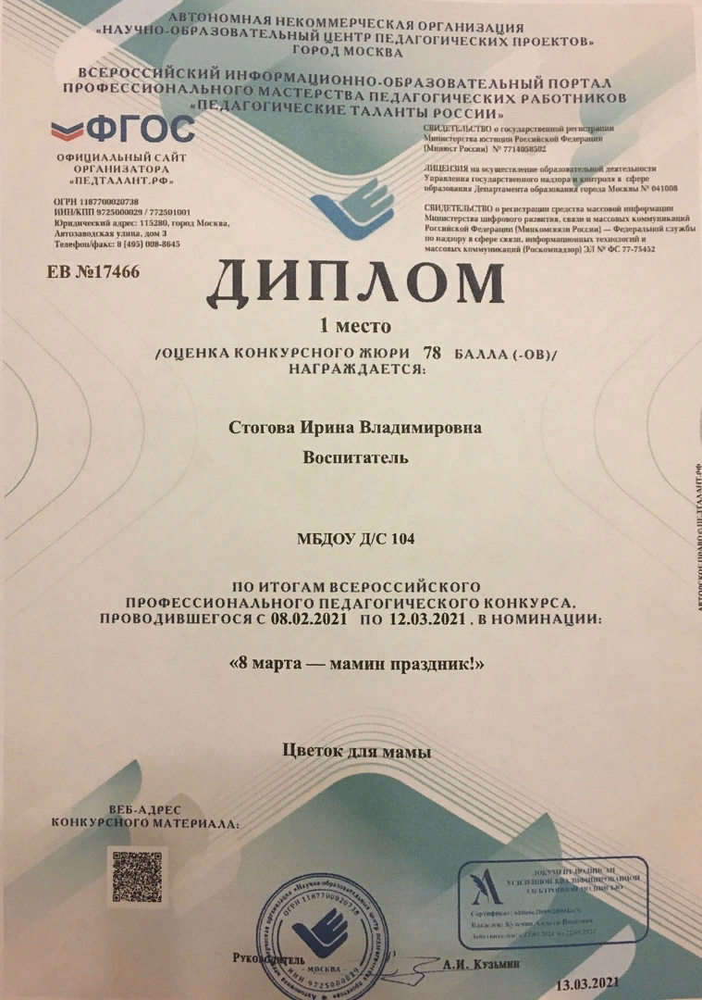 АВТОНОМНАЯ НЕКОММЕРЧЕСКАЯ ОРГАНИЗАЦИЯ
«НАУЧНО-ОБРАЗОВАТЕЛЬНЫЙ ЦЕНТР ПЕДАГОГИЧЕСКИХ ПРОЕКТОВ»
ГОРОД МОСКВА
ВСЕРОССИЙСКИЙ ИНФОРМАЦИОННО-ОБРАЗОВАТЕЛЬНЫЙ ПОРТАЛ
ПРОФЕССИОНАЛЬНОГО МАСТЕРСТВА ПЕДАГОГИЧЕСКИХ РАБОТНИКОВ
«ПЕДАГОГИЧЕСКИЕ ТАЛАНТЫ РОССИИ»
ФГОС
ОФИЦИАЛЬНЫЙ САЙТ
ОРГАНИЗАТОРА
«ПЕДТАЛАНТ.РФ»
ОГРН 1187700020738
ИНН/КПП 9725000029 / 772501001
Юридический адрес: 115280, город Москва,
Автозаводская улица, дом 3
Телефон/факс: 8 (495) 008-8645
СВИДЕТЕЛЬСТВО о государственной регистрации
Министерства юстиции Российской Федерации
(Минюст России) № 7714058502
ЛИЦЕНЗИЯ на осуществление образовательной деятельности
Управления государственного надзора и контроля в сфере
образования Департамента образования города Москвы № 041008
СВИДЕТЕЛЬСТВО о регистрации средства массовой информации
Министерства цифрового развития, связи и массовых коммуникаций
Российской Федерации (Минкомсвязи России) — Федеральной службы
по надзору в сфере связи, информационных технологий и
массовых коммуникаций (Роскомнадзор) ЭЛ № ФС 77-75452
ЕВ №17466
ДИПЛОМ
1 место
/ОЦЕНКА КОНКУРСНОГО ЖЮРИ 78 БАЛЛА (-ОВ)/
НАГРАЖДАЕТСЯ:
Стогова Ирина Владимировна
Воспитатель
МБДОУ Д/С 104
ПО ИТОГАМ ВСЕРОССИЙСКОГО
ПРОФЕССИОНАЛЬНОГО ПЕДАГОГИЧЕСКОГО КОНКУРСА,
ПРОВОДИВШЕГОСЯ С 08.02.2021 ПО 12.03.2021 , В НОМИНАЦИИ:
«8 марта — мамин праздник!»
Цветок для мамы
АВТОРСКОЕ ПРАВО © ПЕДТАЛАНТ.РФ
ВЕБ-АДРЕС
КОНКУРСНОГО МАТЕРИАЛА:
Автономная некоммерческая организация «Научно-образовательный центр педагогических проектов»
ОГРН 1187700020738
МОСКВА
ИНН 9725000029
ДОКУМЕНТ ПОДПИСАН
УСИЛЕННОЙ КВАЛИФИЦИРОВАННОЙ
ЭЛЕКТРОННОЙ ПОДПИСЬЮ
Сертификат:
Владелец: Кузьмин Алексей
Действителен: с
Руководитель
А.И. Кузьмин
13.03.2021